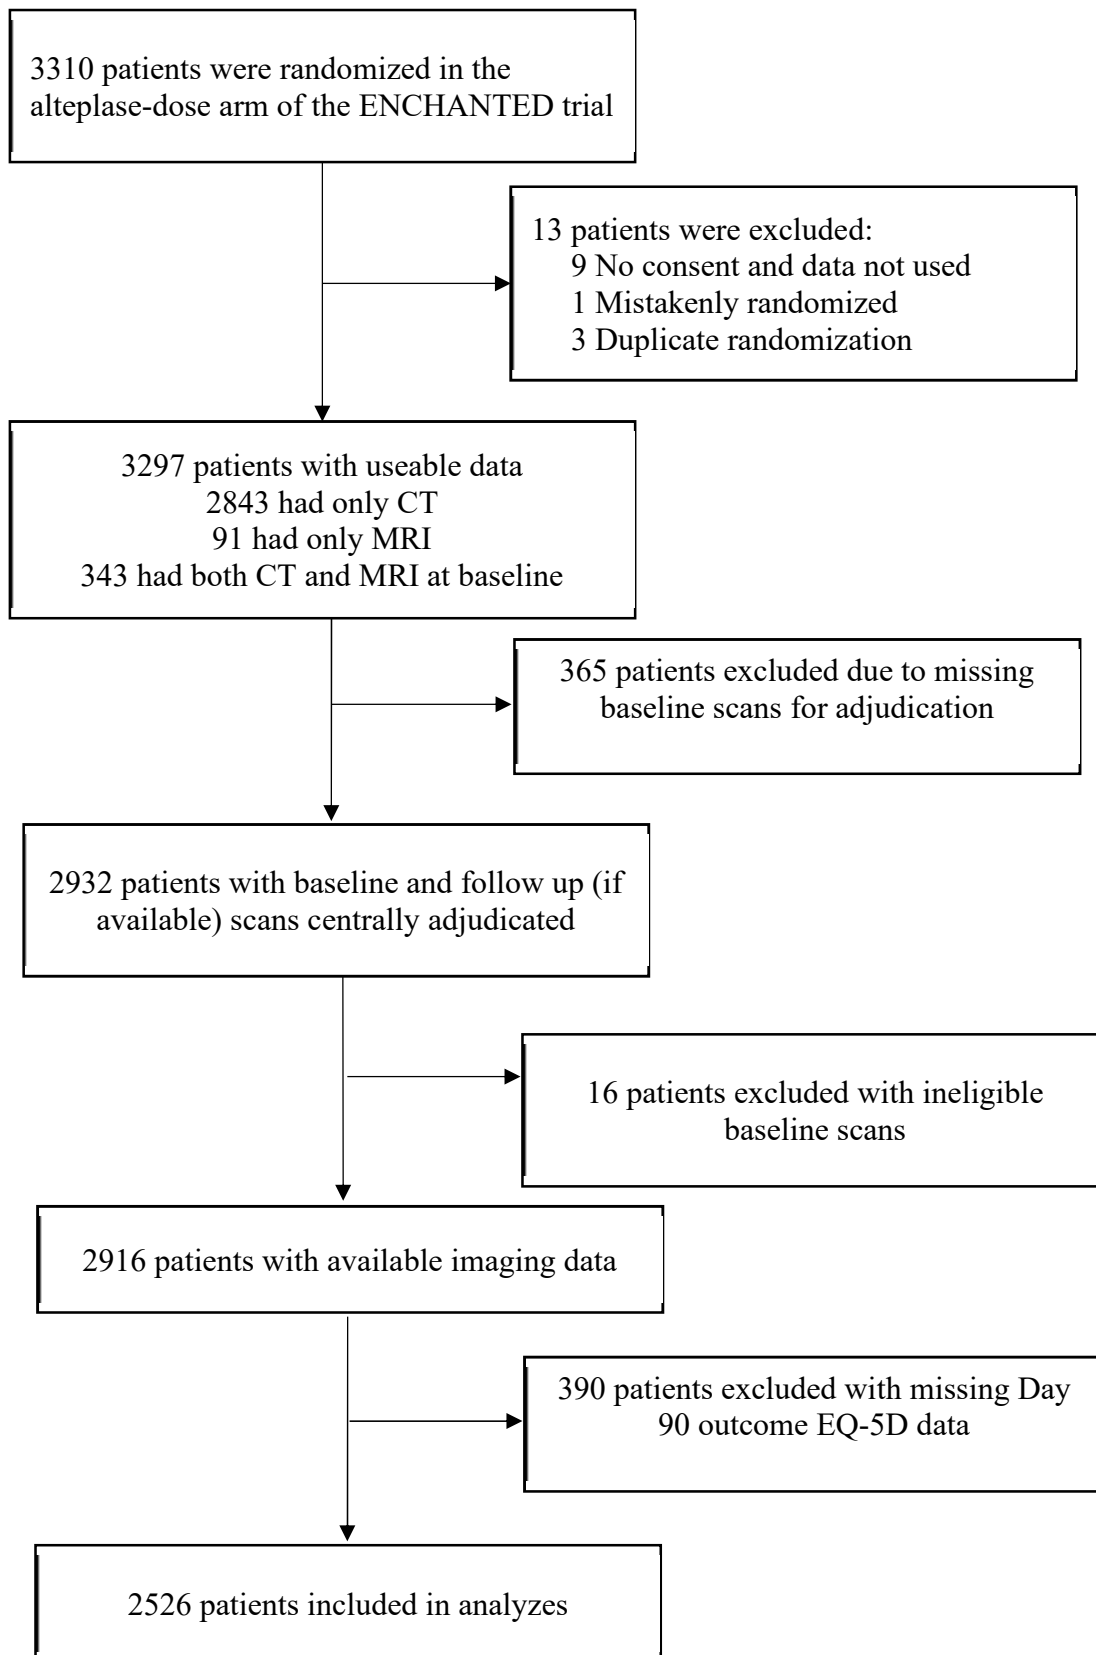 3310 patients were randomized in the
alteplase-dose arm of the ENCHANTED trial
13 patients were excluded:
9 No consent and data not used
1 Mistakenly randomized
3 Duplicate randomization
3297 patients with useable data
2843 had only CT
91 had only MRI
343 had both CT and MRI at baseline
365 patients excluded due to missing
baseline scans for adjudication
2932 patients with baseline and follow up (if
available) scans centrally adjudicated
16 patients excluded with ineligible
baseline scans
2916 patients with available imaging data
390 patients excluded with missing Day
90 outcome EQ-5D data
2526 patients included in analyzes